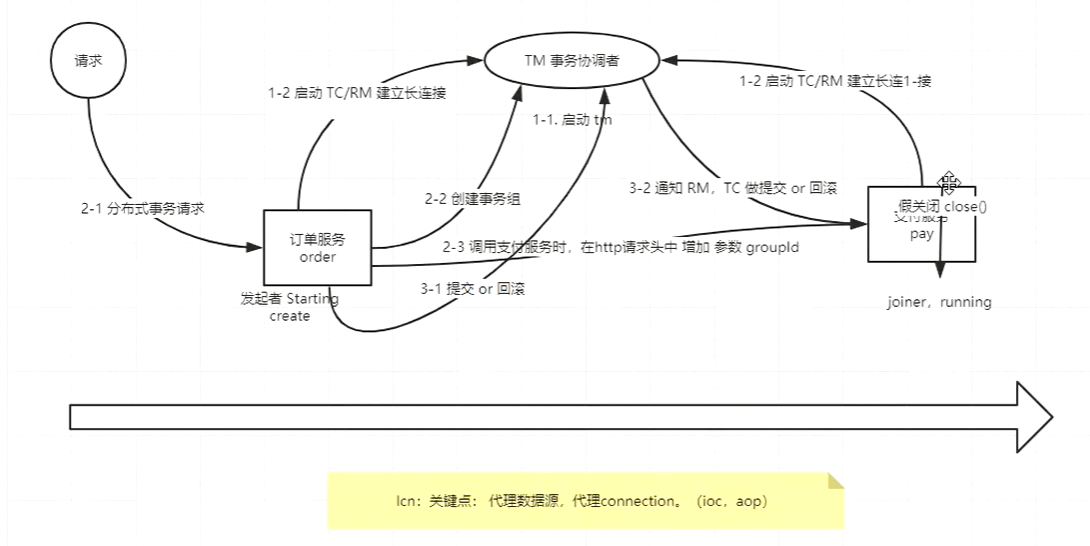 请求
TM 事务协调者
1-2 启动 TC/RM 建立长连接
1-2 启动 TC/RM 建立长连1-接
1-1. 启动 tm
2-1 分布式事务请求
2-2 创建事务组
3-2 通知 RM，TC 做提交 or 回滚
假关闭 close()
支付服务
pay
订单服务
order
2-3 调用支付服务时，在http请求头中 增加 参数 groupId
3-1 提交 or 回滚
发起者 Starting
create
joiner，running
lcn：关键点： 代理数据源，代理connection。（ioc，aop）